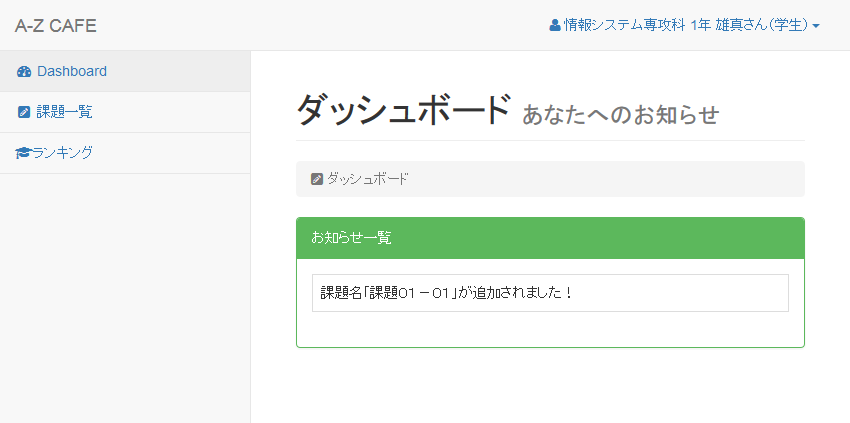 A-Z CAFE
情報システム専攻科 1年 雄真さん(学生)
Dashboard
課題一覧
ランキング
ダッシュボード あなたへのお知らせ
ダッシュボード
お知らせ一覧
課題名「課題０１－０１」が追加されました！